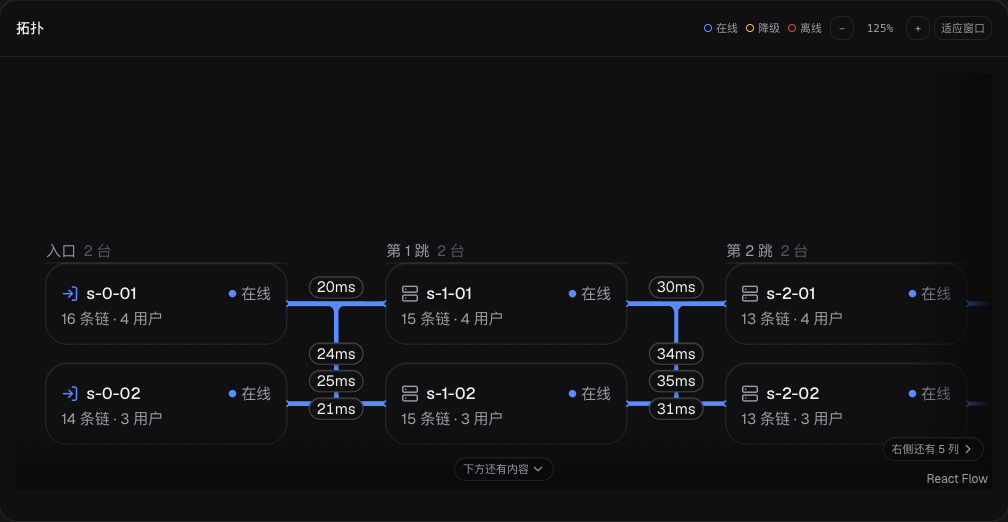 拓扑
在线 降级 离线 − 125% + 适应窗口
入口 2 台
第 1 跳 2 台
第 2 跳 2 台
s-0-01 在线
16 条链 · 4 用户
20ms
s-1-01 在线
15 条链 · 4 用户
30ms
s-2-01 在线
13 条链 · 4 用户
24ms
34ms
25ms
35ms
s-0-02 在线
14 条链 · 3 用户
21ms
s-1-02 在线
15 条链 · 3 用户
31ms
s-2-02 在线
13 条链 · 3 用户
右侧还有 5 列
下方还有内容
React Flow